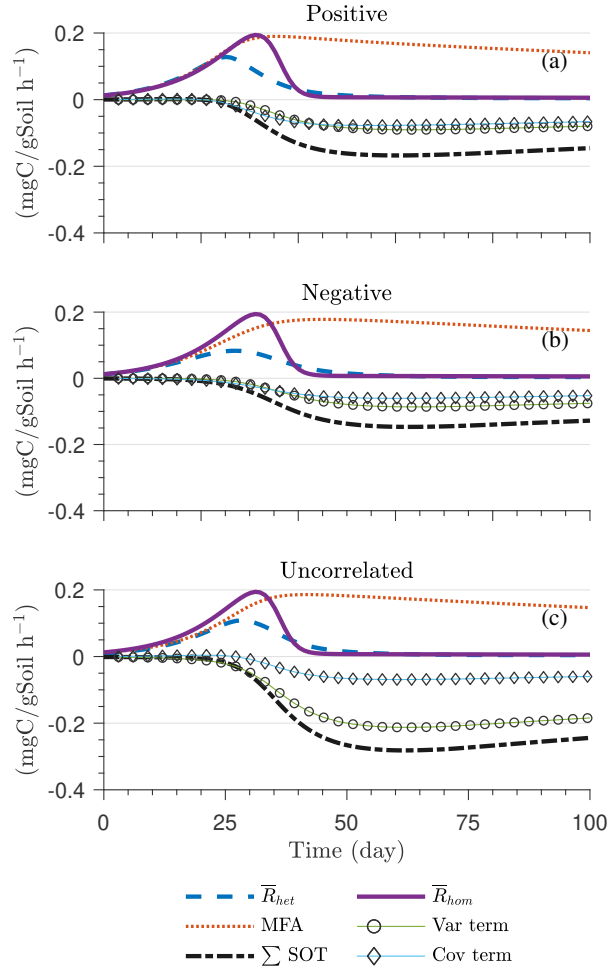 Positive
0.2
(a)
0
-0.2
-0.4
(mgC/gSoil h⁻¹)
Negative
0.2
(b)
0
-0.2
-0.4
(mgC/gSoil h⁻¹)
Uncorrelated
0.2
(c)
0
-0.2
-0.4
(mgC/gSoil h⁻¹)
0 25 50 75 100
Time (day)
R̅het R̅hom
MFA Var term
∑ SOT Cov term